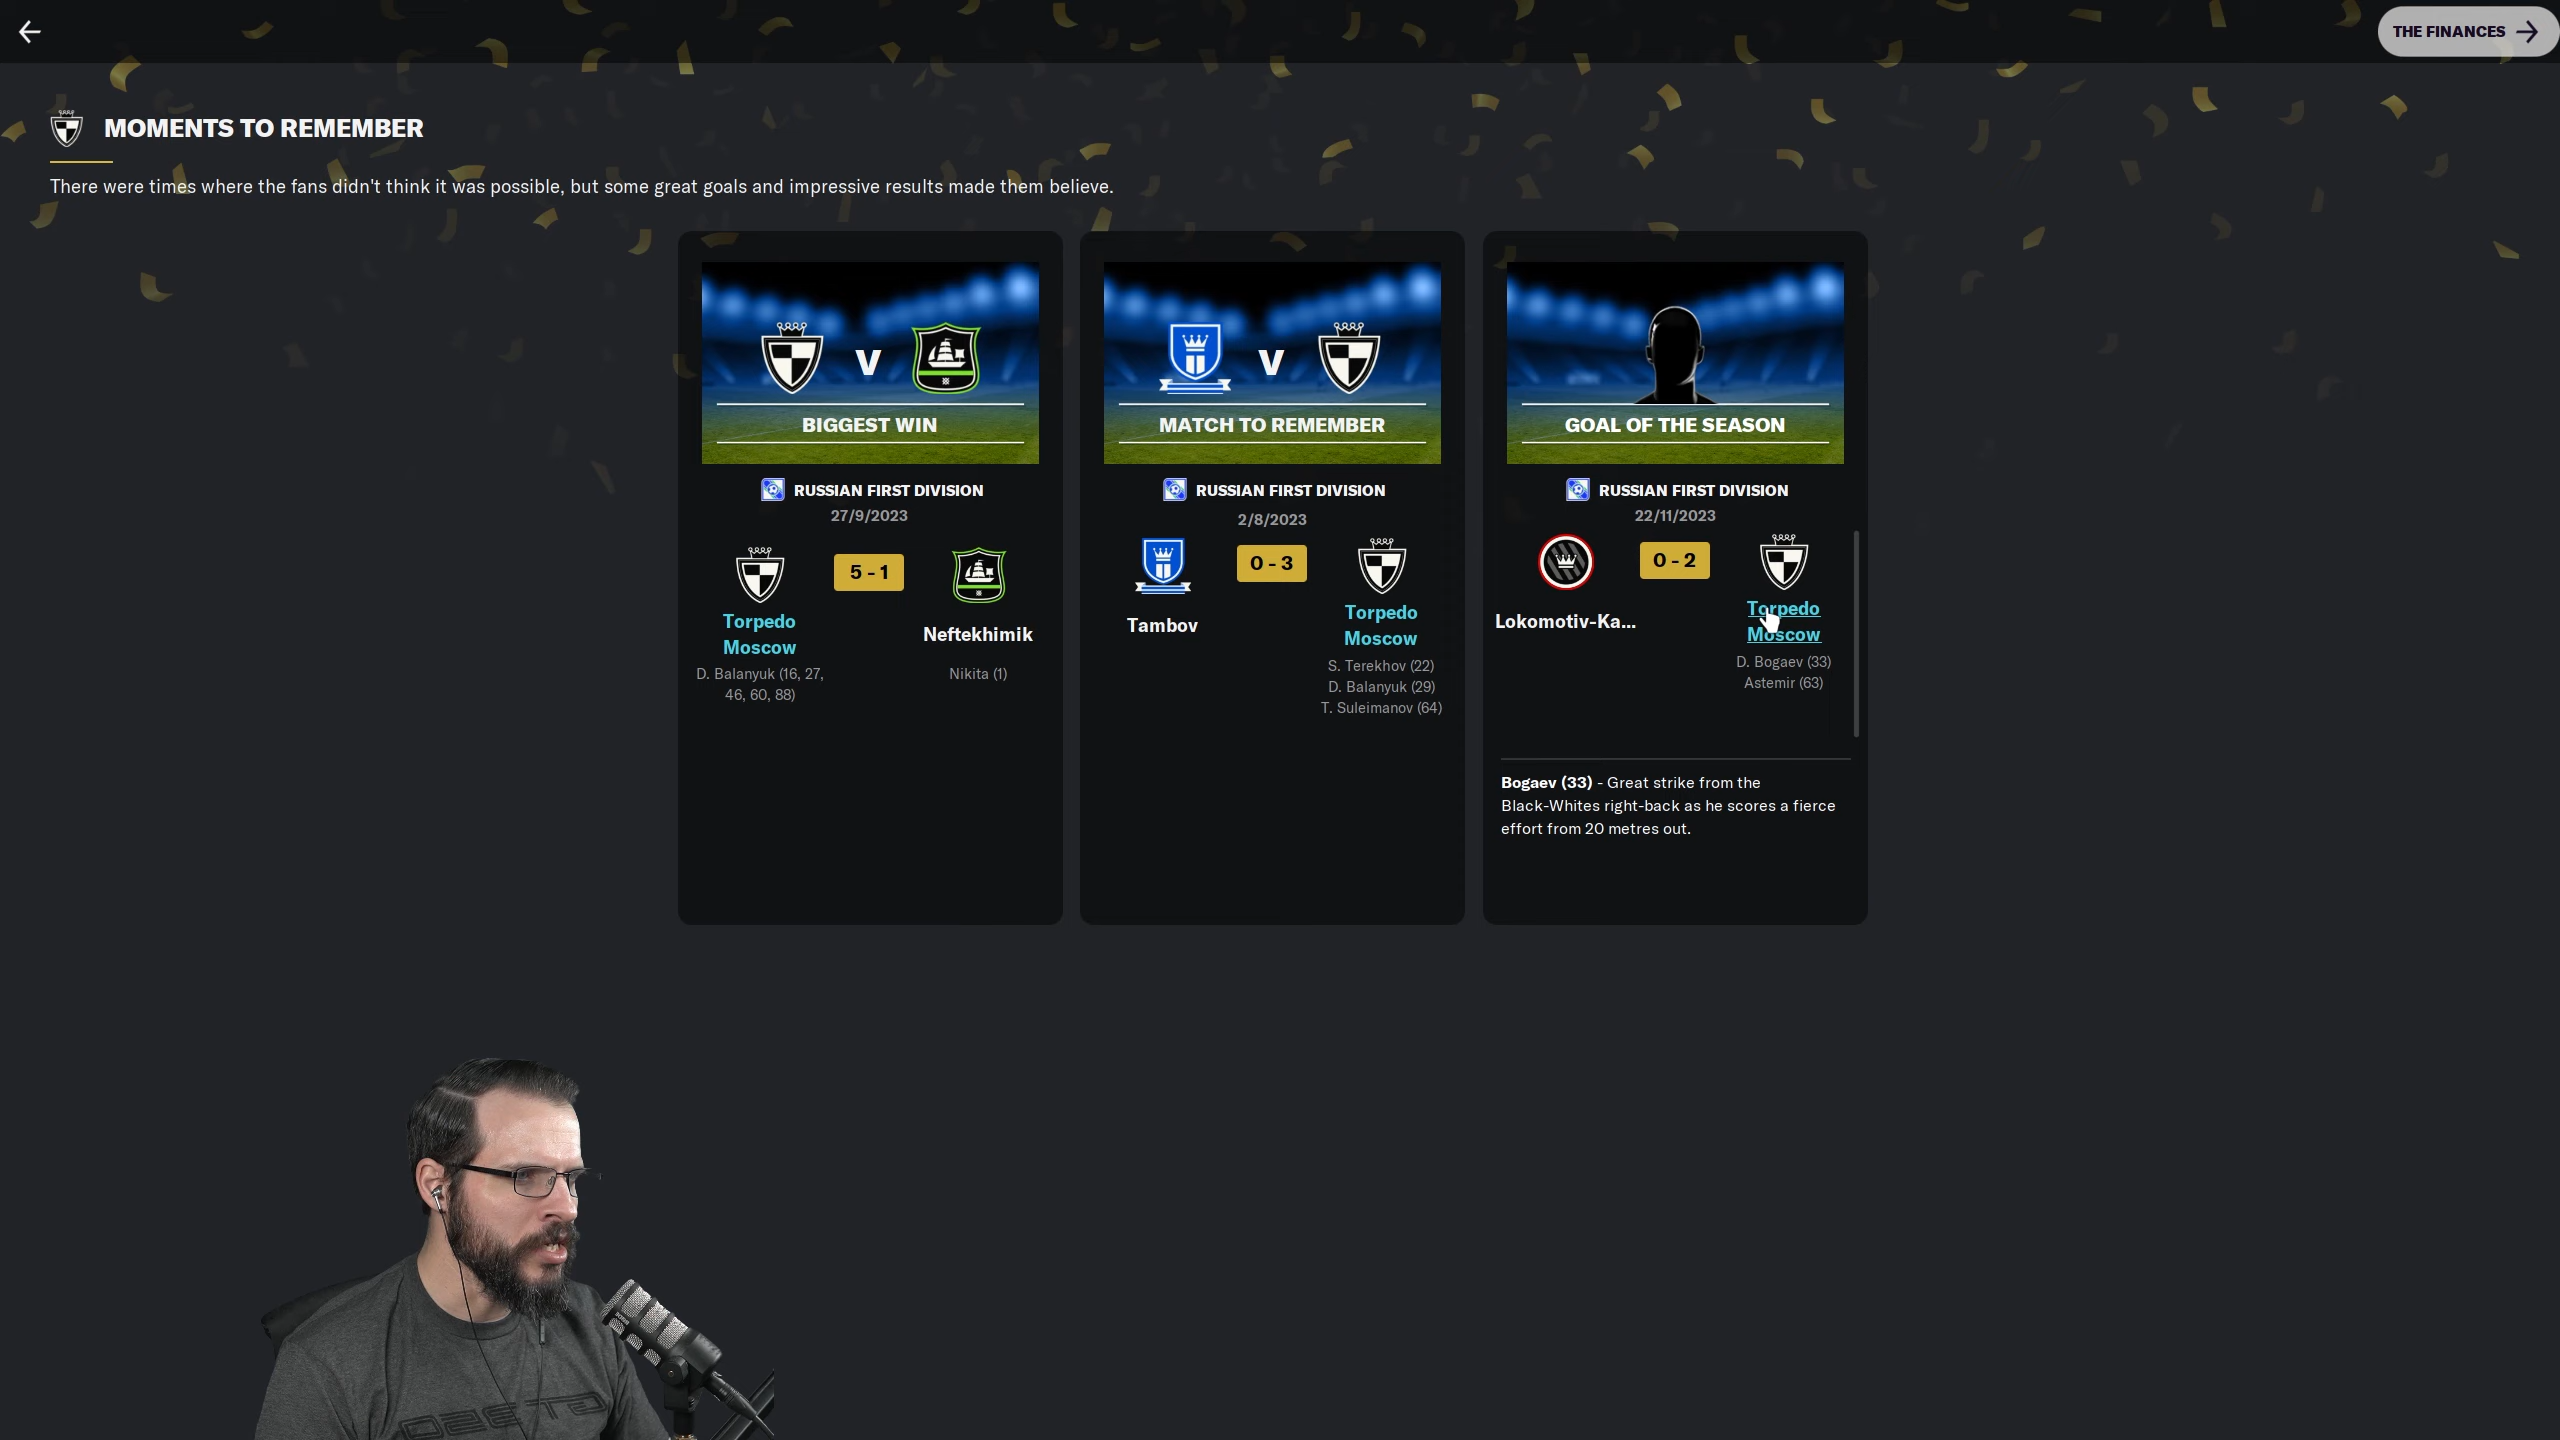 THE FINANCES
MOMENTS TO REMEMBER
There were times where the fans didn't think it was possible, but some great goals and impressive results made them believe.
V
BIGGEST WIN
RUSSIAN FIRST DIVISION
27/9/2023
5 - 1
Torpedo
Moscow
Neftekhimik
D. Balanyuk (16, 27,
46, 60, 88)
Nikita (1)
V
MATCH TO REMEMBER
RUSSIAN FIRST DIVISION
2/8/2023
0 - 3
Tambov
Torpedo
Moscow
S. Terekhov (22)
D. Balanyuk (29)
T. Suleimanov (64)
GOAL OF THE SEASON
RUSSIAN FIRST DIVISION
22/11/2023
0 - 2
Lokomotiv-Ka...
Torpedo
Moscow
D. Bogaev (33)
Astemir (63)
Bogaev (33) - Great strike from the
Black-Whites right-back as he scores a fierce
effort from 20 metres out.